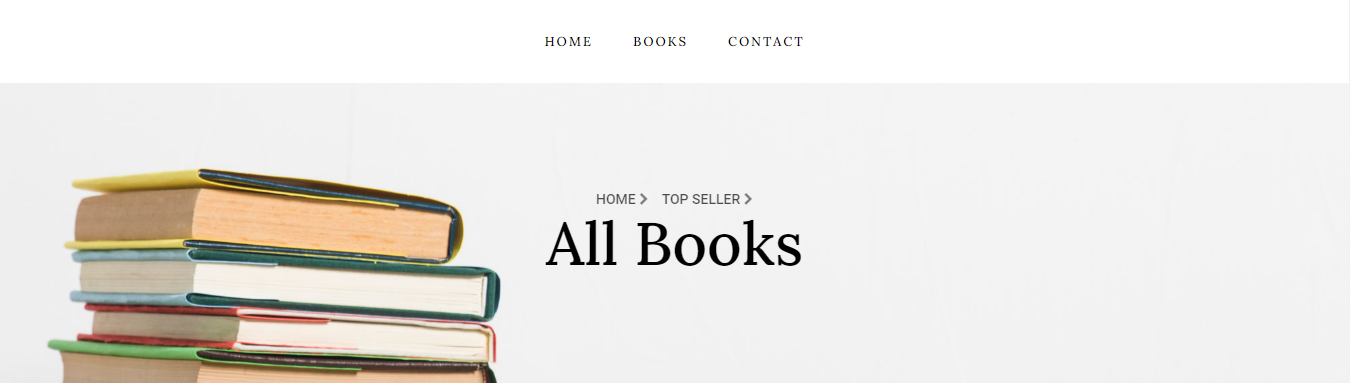 HOME BOOKS CONTACT
HOME > TOP SELLER >
All Books